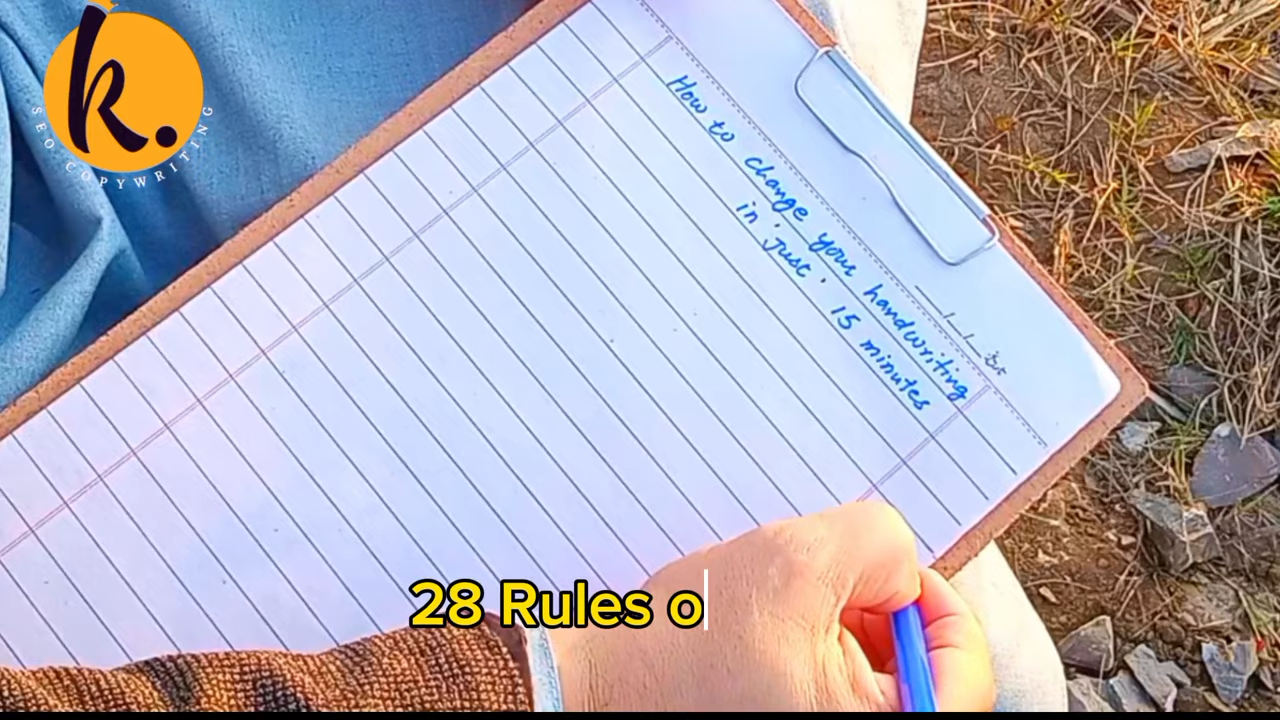 k.
SEO COPYWRITING
How to change your handwriting
in 'just' 15 minutes
28 Rules o